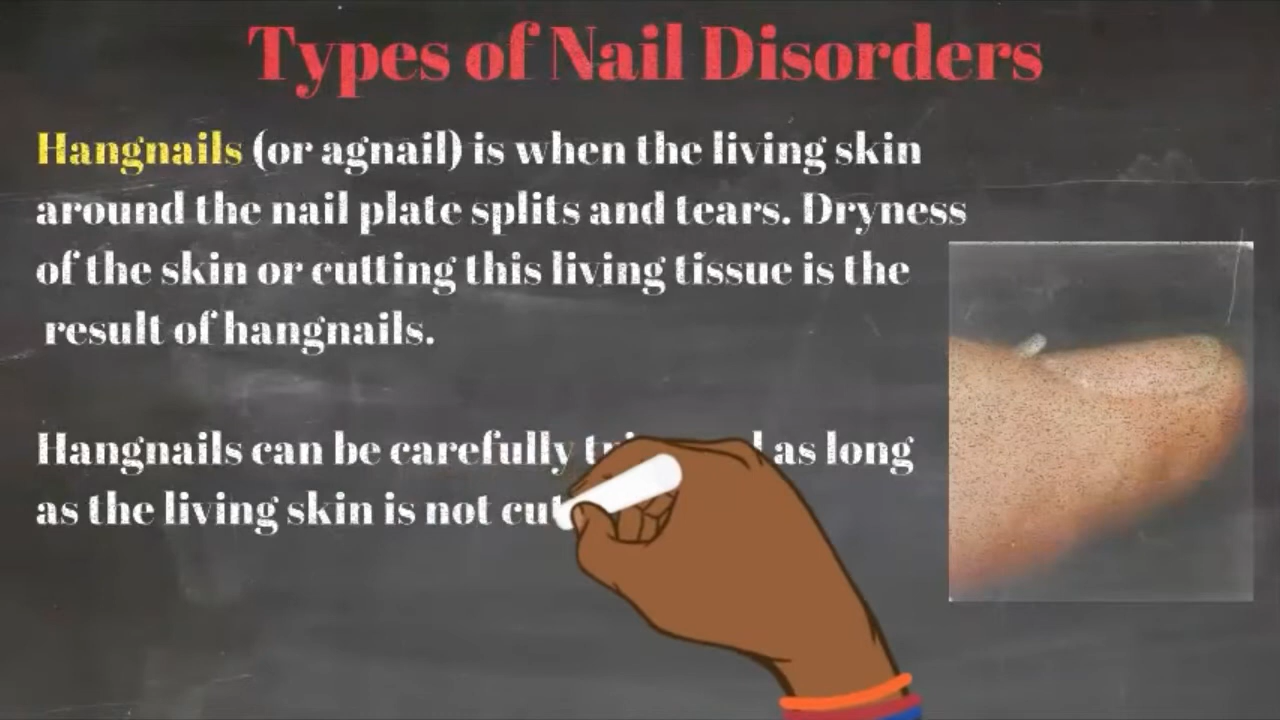 Types of Nail Disorders
Hangnails (or agnail) is when the living skin
around the nail plate splits and tears. Dryness
of the skin or cutting this living tissue is the
result of hangnails.
Hangnails can be carefully as long
as the living skin is not cut